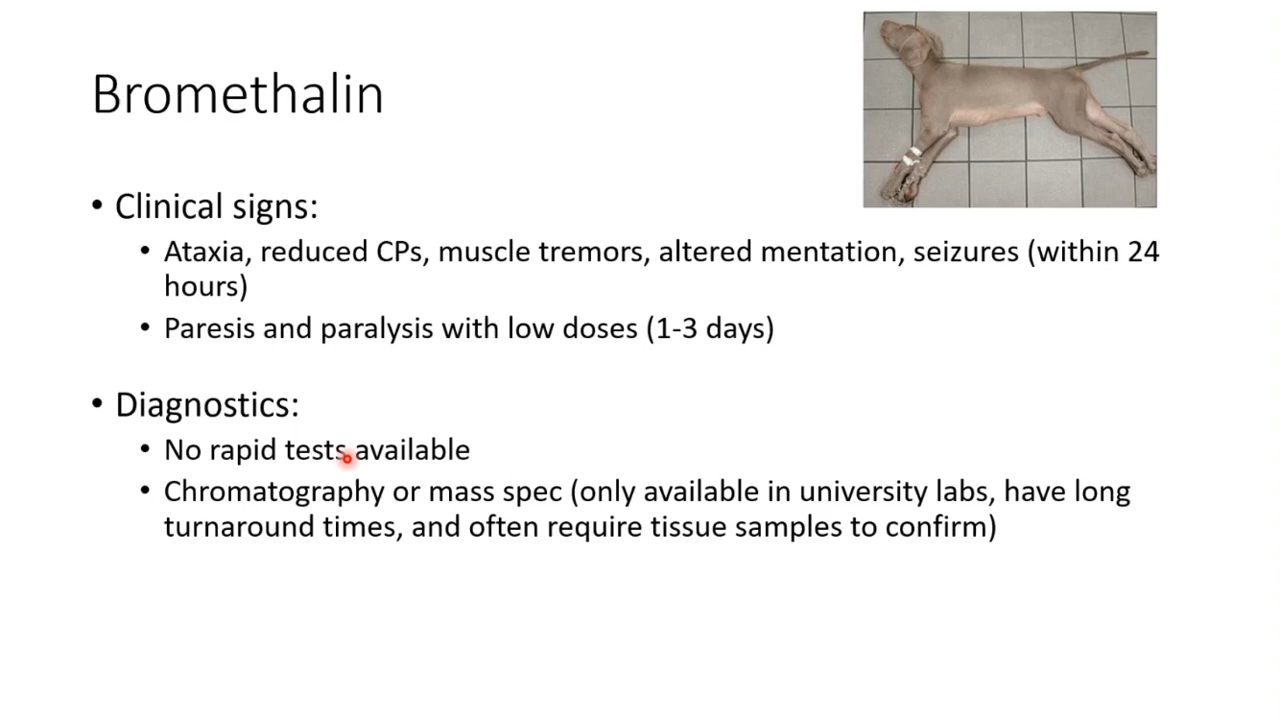 Bromethalin
• Clinical signs:
• Ataxia, reduced CPs, muscle tremors, altered mentation, seizures (within 24
hours)
• Paresis and paralysis with low doses (1-3 days)
• Diagnostics:
• No rapid tests available
• Chromatography or mass spec (only available in university labs, have long
turnaround times, and often require tissue samples to confirm)